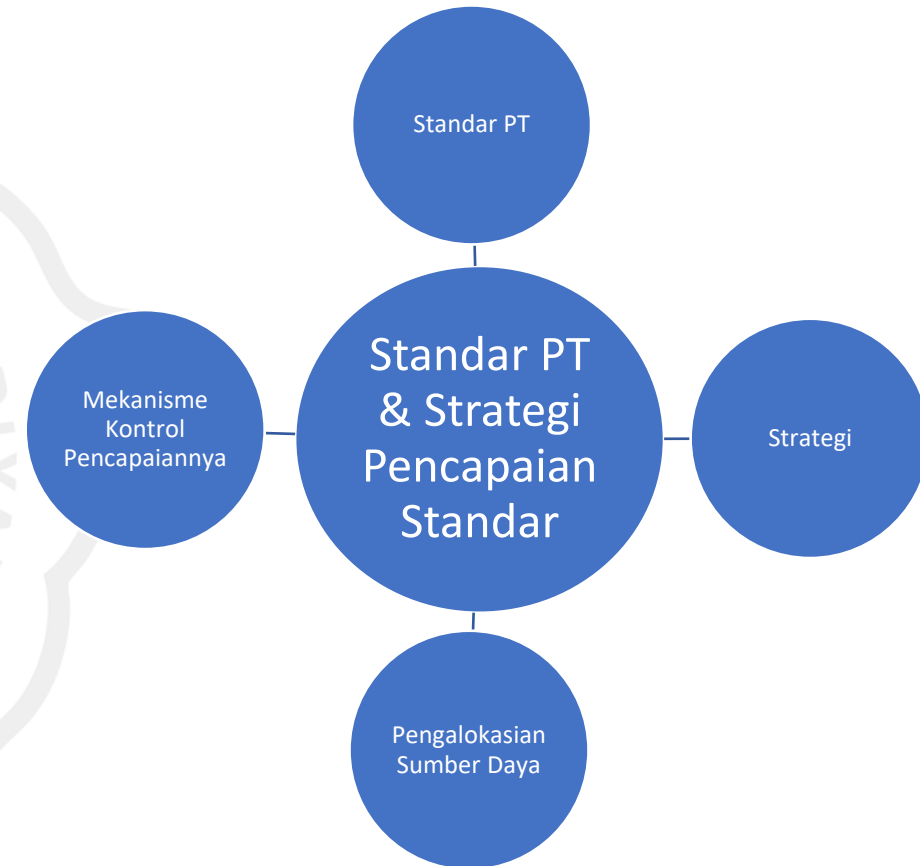 Standar PT
Standar PT
& Strategi
Pencapaian
Standar
Mekanisme
Kontrol
Pencapaiannya
Strategi
Pengalokasian
Sumber Daya